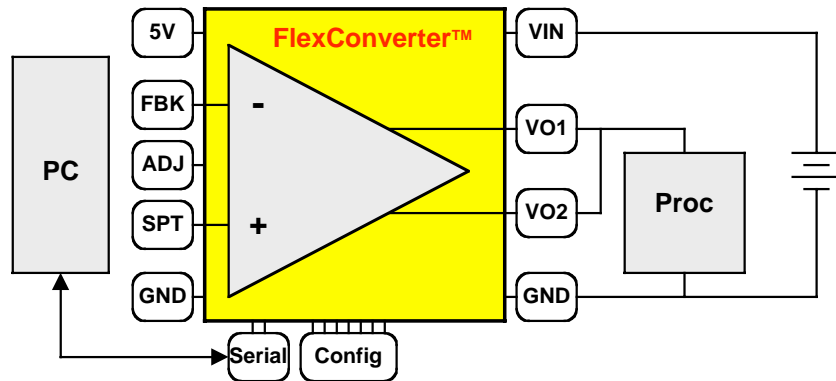 5V
FlexConverter™
VIN
FBK
-
VO1
PC
ADJ
Proc
SPT
+
VO2
GND
GND
Serial
Config